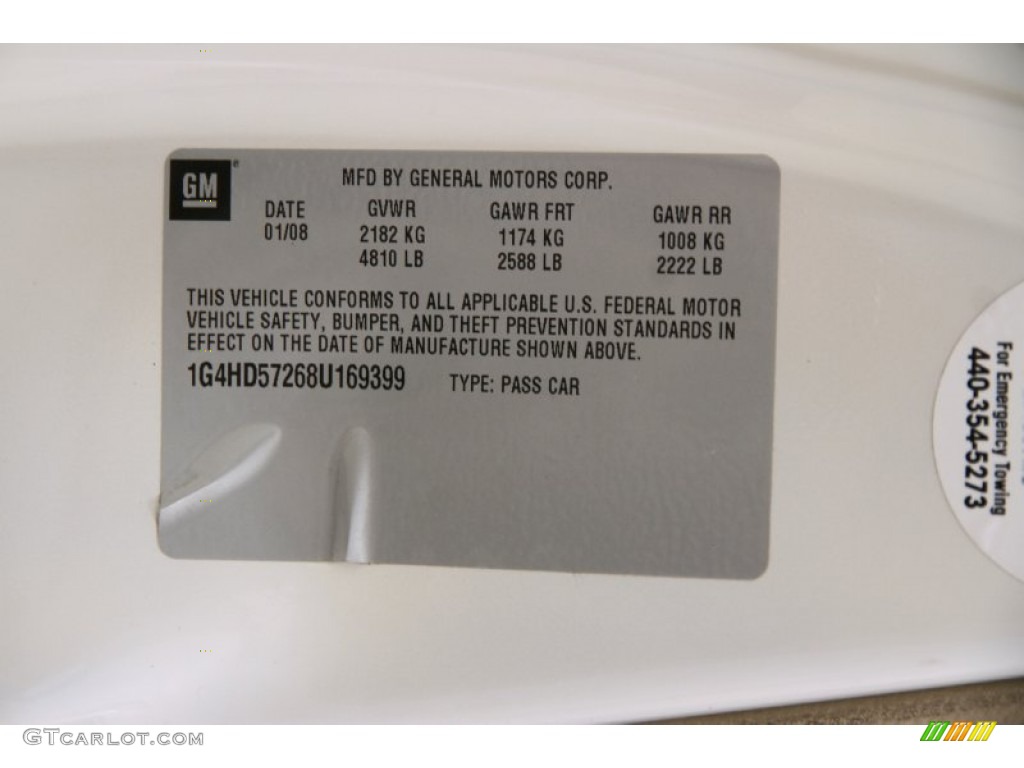 GM
MFD BY GENERAL MOTORS CORP.
DATE GVWR GAWR FRT GAWR RR
01/08 2182 KG 1174 KG 1008 KG
4810 LB 2588 LB 2222 LB
THIS VEHICLE CONFORMS TO ALL APPLICABLE U.S. FEDERAL MOTOR
VEHICLE SAFETY, BUMPER, AND THEFT PREVENTION STANDARDS IN
EFFECT ON THE DATE OF MANUFACTURE SHOWN ABOVE.
1G4HD57268U169399 TYPE: PASS CAR
For Emergency Towing
440-354-5273
GTCarLot.com